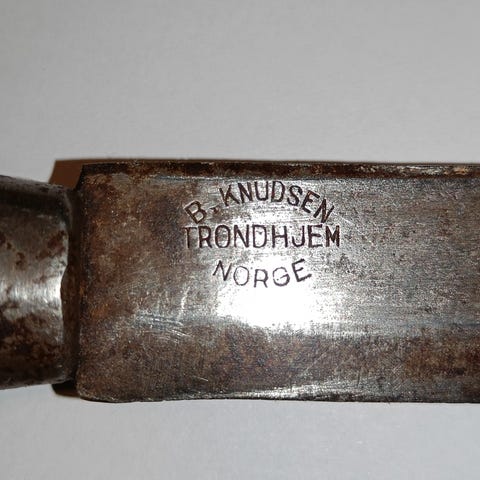 B. KNUDSEN
TRONDHJEM
NORGE